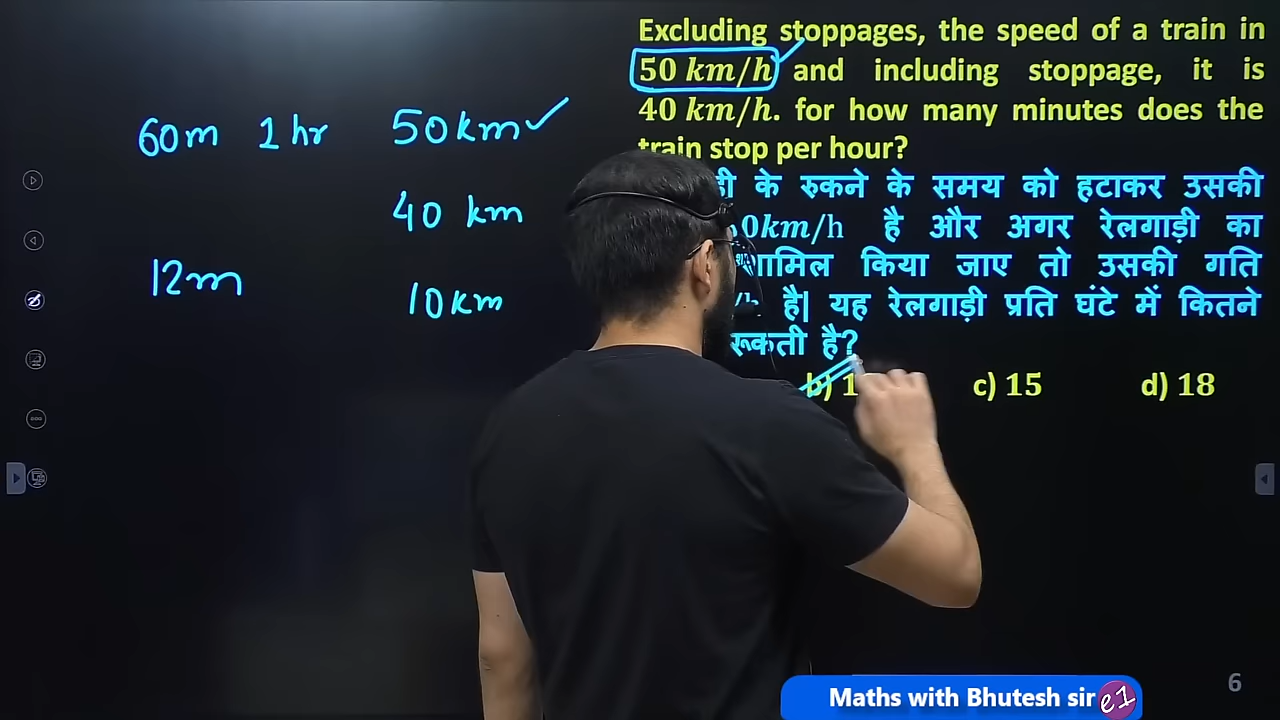 Excluding stoppages, the speed of a train in
50 km/h and including stoppage, it is
40 km/h. for how many minutes does the
train stop per hour?
के रुकने के समय को हटाकर उसकी
है और अगर रेलगाड़ी का
शामिल किया जाए तो उसकी गति
है| यह रेलगाड़ी प्रति घंटे में कितने
रूकती है?
b) c) 15 d) 18
60m 1 hr 50km
40 km
12m
10km
6
Maths with Bhutesh sir e1